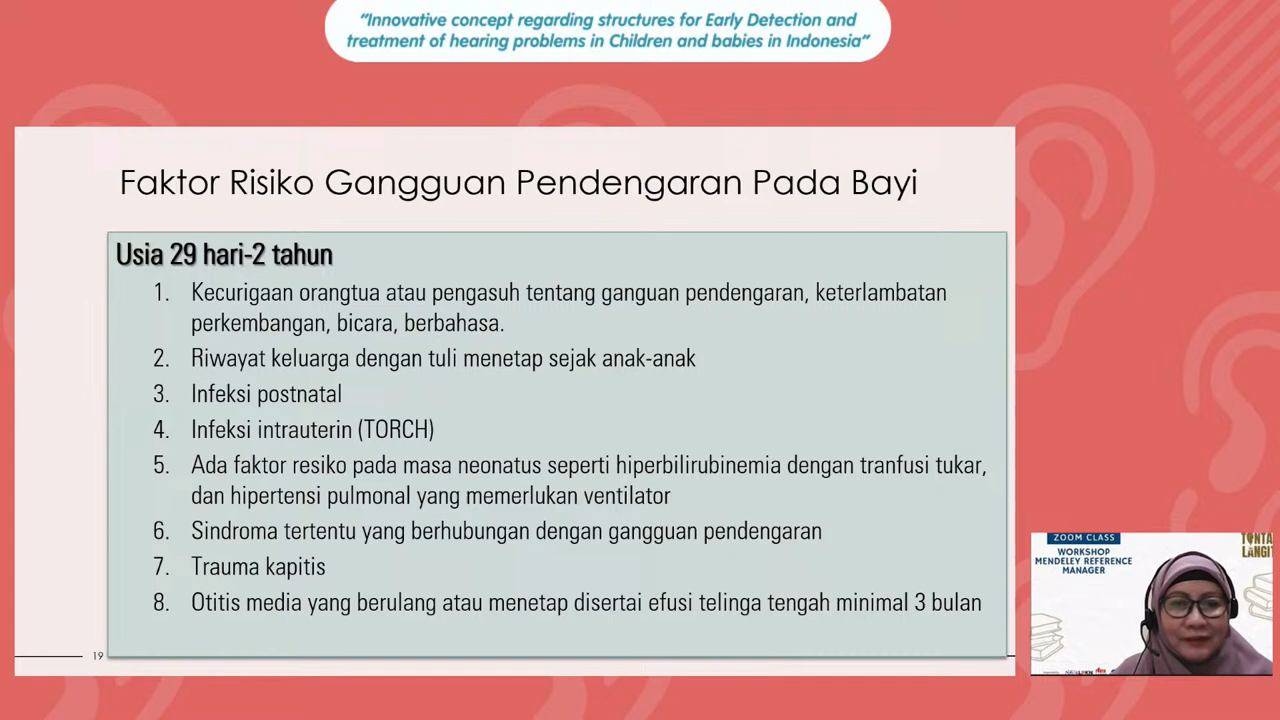 “Innovative concept regarding structures for Early Detection and
treatment of hearing problems in Children and babies in Indonesia”
Faktor Risiko Gangguan Pendengaran Pada Bayi
Usia 29 hari-2 tahun
1. Kecurigaan orangtua atau pengasuh tentang ganguan pendengaran, keterlambatan
perkembangan, bicara, berbahasa.
2. Riwayat keluarga dengan tuli menetap sejak anak-anak
3. Infeksi postnatal
4. Infeksi intrauterin (TORCH)
5. Ada faktor resiko pada masa neonatus seperti hiperbilirubinemia dengan tranfusi tukar,
dan hipertensi pulmonal yang memerlukan ventilator
6. Sindroma tertentu yang berhubungan dengan gangguan pendengaran
7. Trauma kapitis
8. Otitis media yang berulang atau menetap disertai efusi telinga tengah minimal 3 bulan
19
ZOOM CLASS
WORKSHOP
MENDELEY REFERENCE
MANAGER